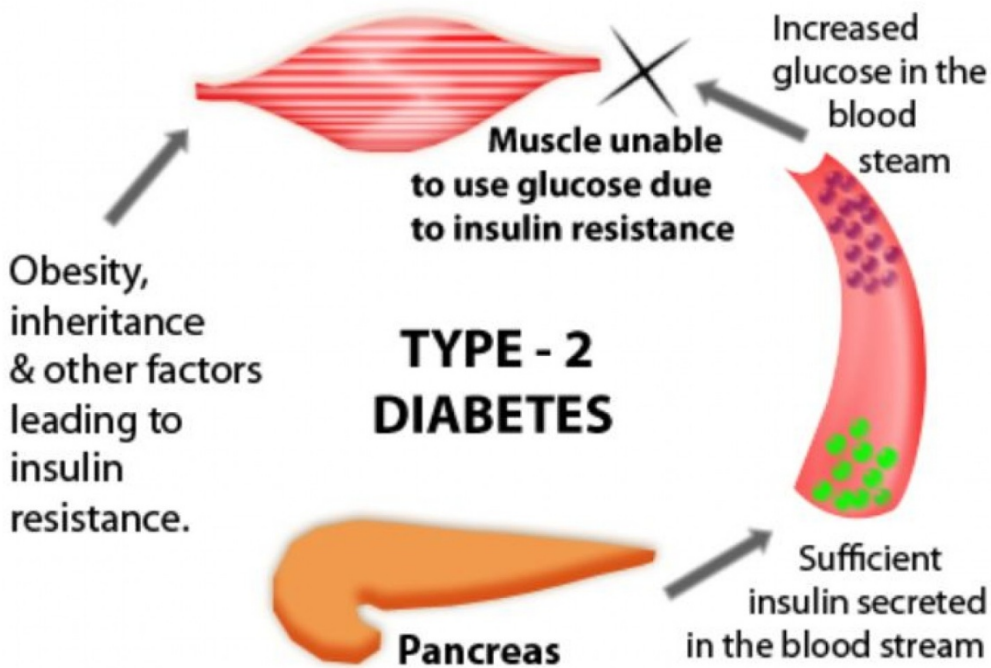 Increased
glucose in the
blood
steam
Muscle unable
to use glucose due
to insulin resistance
Obesity,
inheritance
& other factors
leading to
insulin
resistance.
TYPE - 2
DIABETES
Pancreas
Sufficient
insulin secreted
in the blood stream